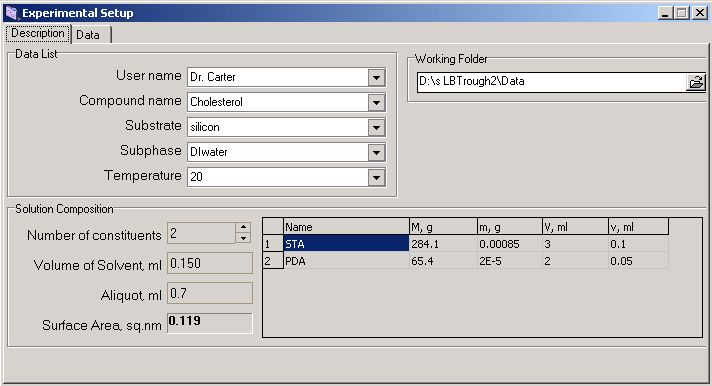 Experimental Setup
Description Data
Data List
User name Dr. Carter
Compound name Cholesterol
Substrate silicon
Subphase DIwater
Temperature 20
Working Folder
D:\s LBTrough2\Data
Solution Composition
Number of constituents 2
Volume of Solvent, ml 0.150
Aliquot, ml 0.7
Surface Area, sq.nm 0.119
Name M, g m, g V, ml v, ml
1 STA 284.1 0.00085 3 0.1
2 PDA 65.4 2E-5 2 0.05